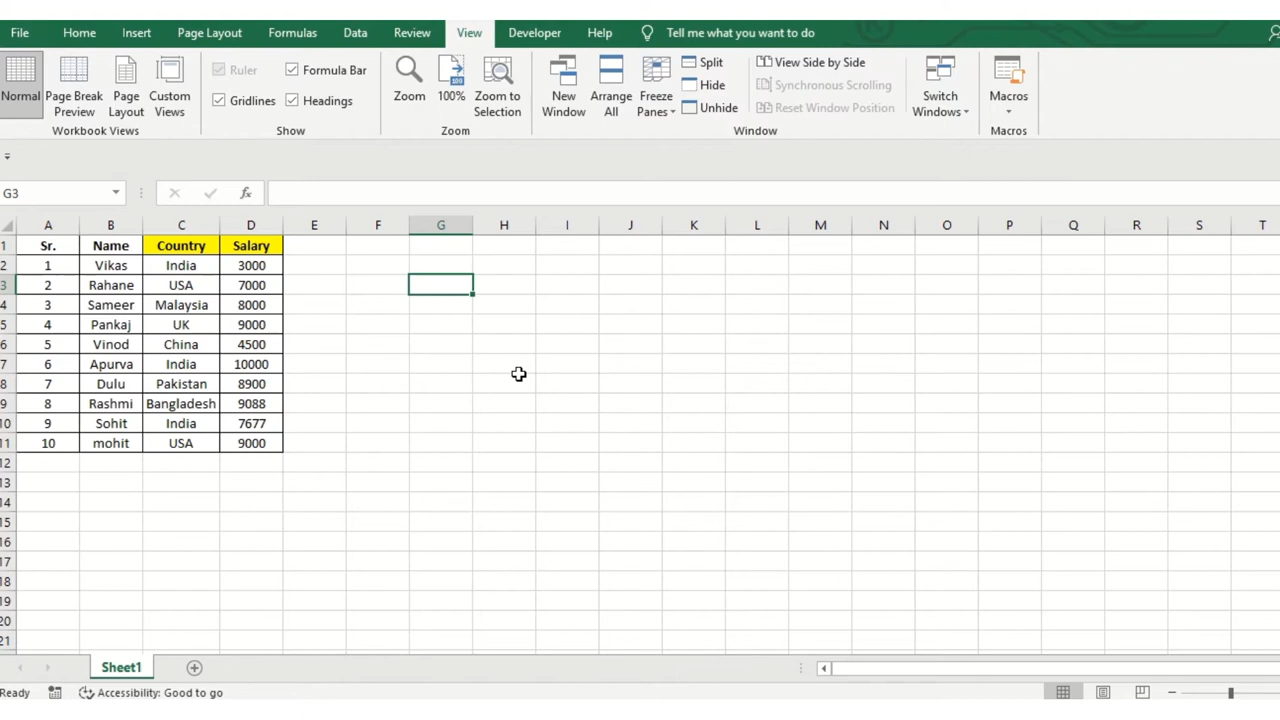 File Home Insert Page Layout Formulas Data Review View Developer Help Tell me what you want to do
Normal Page Break Preview Page Layout Custom Views
Workbook Views
Ruler Formula Bar
Gridlines Headings
Show
Zoom 100% Zoom to Selection
Zoom
New Window Arrange All Freeze Panes
Split
Hide
Unhide
View Side by Side
Synchronous Scrolling
Reset Window Position
Switch Windows
Window
Macros
Macros
G3 fx
A B C D E F G H I J K L M N O P Q R S T
1 Sr. Name Country Salary
2 1 Vikas India 3000
3 2 Rahane USA 7000
4 3 Sameer Malaysia 8000
5 4 Pankaj UK 9000
6 5 Vinod China 4500
7 6 Apurva India 10000
8 7 Dulu Pakistan 8900
9 8 Rashmi Bangladesh 9088
10 9 Sohit India 7677
11 10 mohit USA 9000
12
13
14
15
16
17
18
19
20
21
Sheet1
Ready Accessibility: Good to go